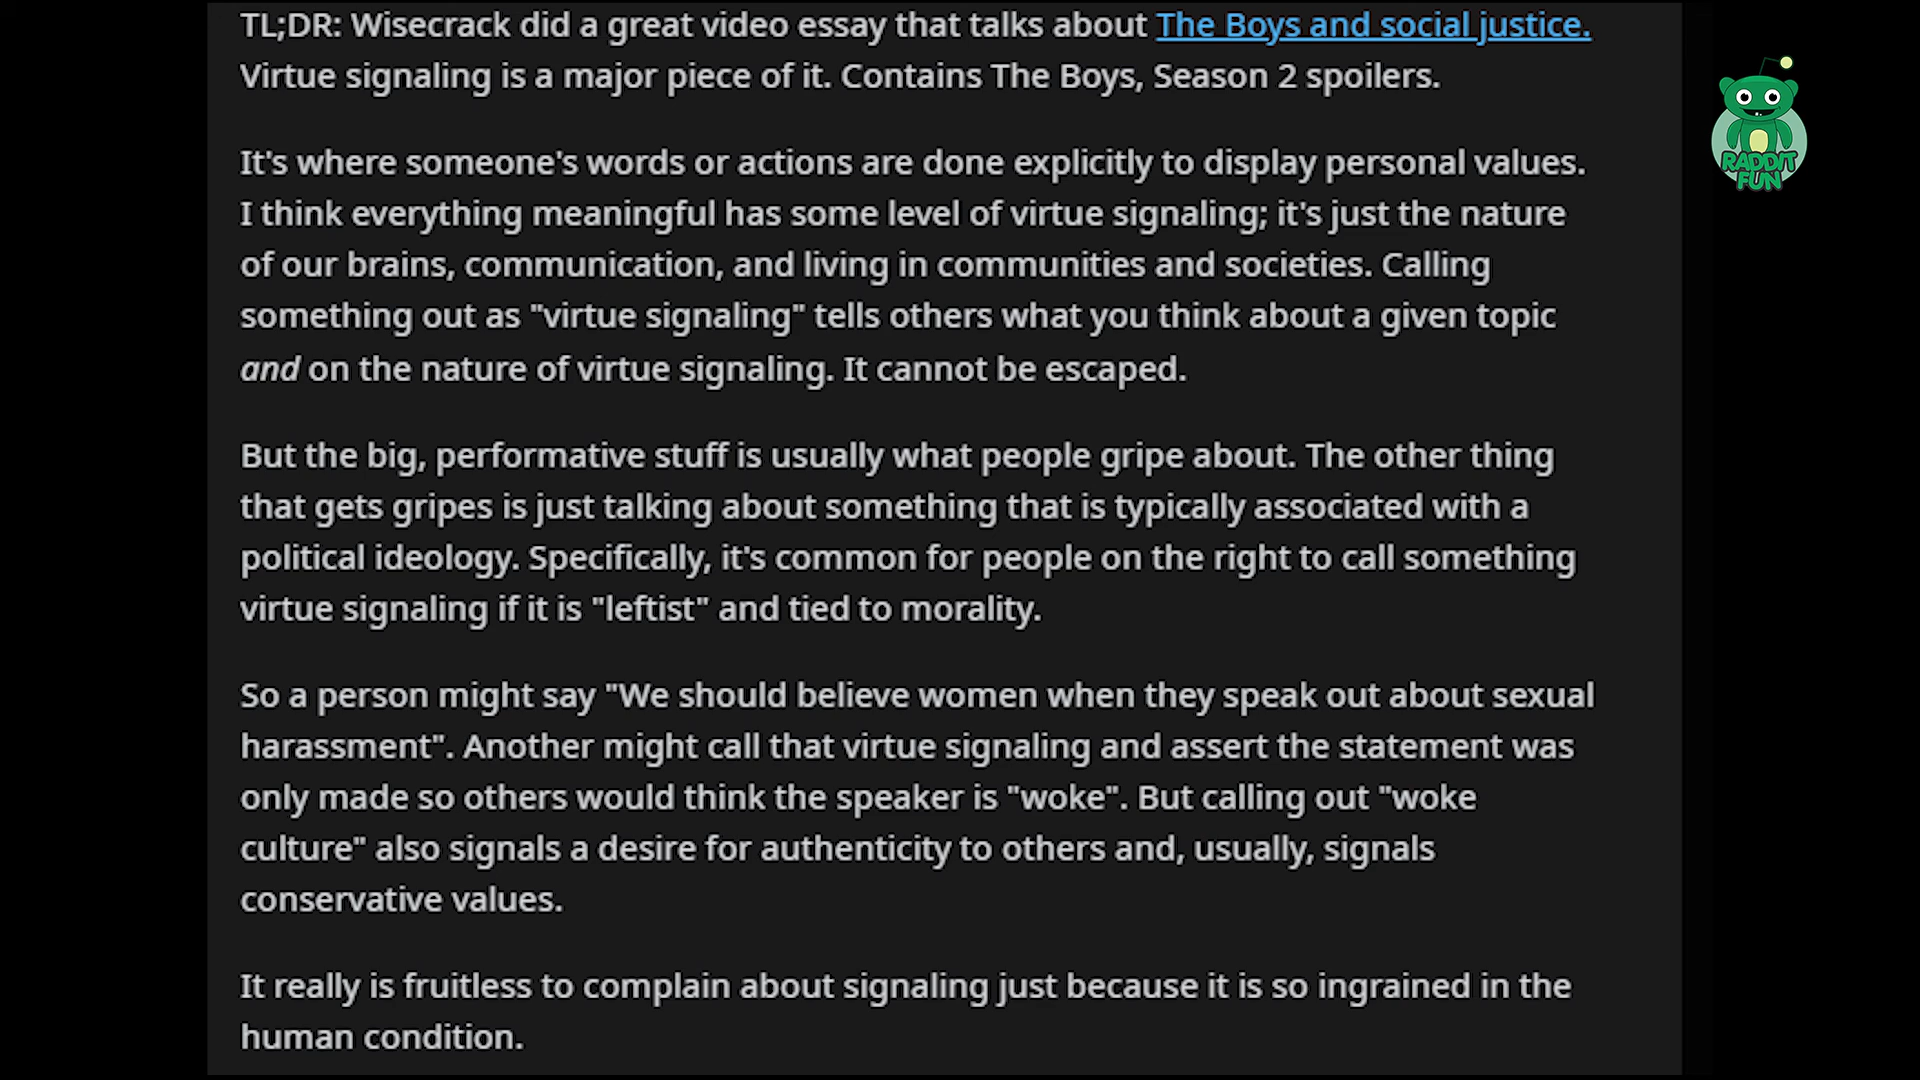 TL;DR: Wisecrack did a great video essay that talks about The Boys and social justice.
Virtue signaling is a major piece of it. Contains The Boys, Season 2 spoilers.
It's where someone's words or actions are done explicitly to display personal values.
I think everything meaningful has some level of virtue signaling; it's just the nature
of our brains, communication, and living in communities and societies. Calling
something out as "virtue signaling" tells others what you think about a given topic
and on the nature of virtue signaling. It cannot be escaped.
But the big, performative stuff is usually what people gripe about. The other thing
that gets gripes is just talking about something that is typically associated with a
political ideology. Specifically, it's common for people on the right to call something
virtue signaling if it is "leftist" and tied to morality.
So a person might say "We should believe women when they speak out about sexual
harassment". Another might call that virtue signaling and assert the statement was
only made so others would think the speaker is "woke". But calling out "woke
culture" also signals a desire for authenticity to others and, usually, signals
conservative values.
It really is fruitless to complain about signaling just because it is so ingrained in the
human condition.
RADDIT
FUN